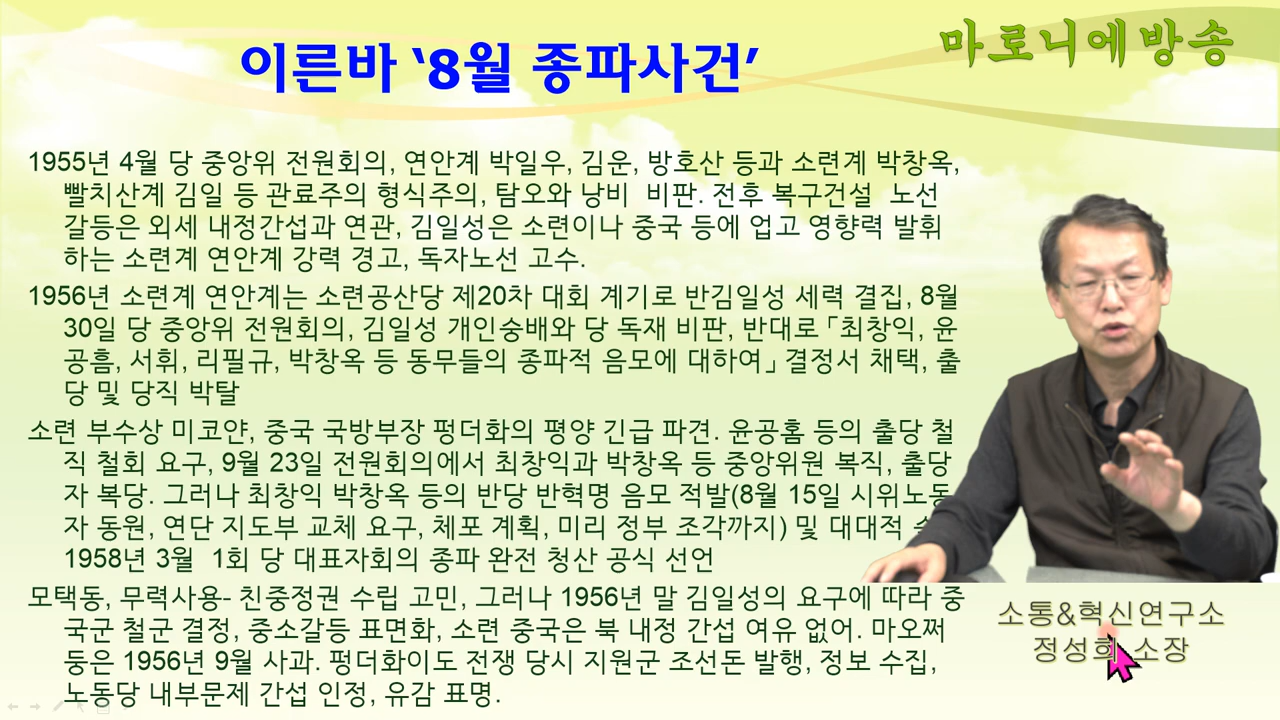 이른바 ‘8월 종파사건’
마로니에방송
1955년 4월 당 중앙위 전원회의, 연안계 박일우, 김운, 방호산 등과 소련계 박창옥,
빨치산계 김일 등 관료주의 형식주의, 탐오와 낭비 비판. 전후 복구건설 노선
갈등은 외세 내정간섭과 연관, 김일성은 소련이나 중국 등에 업고 영향력 발휘
하는 소련계 연안계 강력 경고, 독자노선 고수.
1956년 소련계 연안계는 소련공산당 제20차 대회 계기로 반김일성 세력 결집, 8월
30일 당 중앙위 전원회의, 김일성 개인숭배와 당 독재 비판, 반대로 「최창익, 윤
공흠, 서휘, 리필규, 박창옥 등 동무들의 종파적 음모에 대하여」 결정서 채택, 출
당 및 당직 박탈
소련 부수상 미코얀, 중국 국방부장 펑더화의 평양 긴급 파견. 윤공홈 등의 출당 철
직 철회 요구, 9월 23일 전원회의에서 최창익과 박창옥 등 중앙위원 복직, 출당
자 복당. 그러나 최창익 박창옥 등의 반당 반혁명 음모 적발(8월 15일 시위노동
자 동원, 연단 지도부 교체 요구, 체포 계획, 미리 정부 조각까지) 및 대대적
1958년 3월 1회 당 대표자회의 종파 완전 청산 공식 선언
모택동, 무력사용- 친중정권 수립 고민, 그러나 1956년 말 김일성의 요구에 따라 중
국군 철군 결정, 중소갈등 표면화, 소련 중국은 북 내정 간섭 여유 없어. 마오쩌
둥은 1956년 9월 사과. 펑더화이도 전쟁 당시 지원군 조선돈 발행, 정보 수집,
노동당 내부문제 간섭 인정, 유감 표명.
소통&혁신연구소
정성희 소장